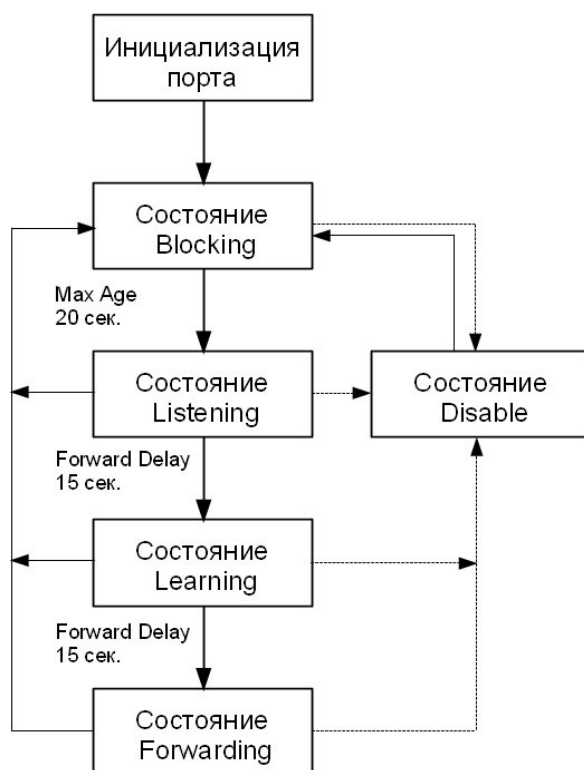 Инициализация
порта
Состояние
Blocking
Max Age
20 сек.
Состояние
Listening
Состояние
Disable
Forward Delay
15 сек.
Состояние
Learning
Forward Delay
15 сек.
Состояние
Forwarding